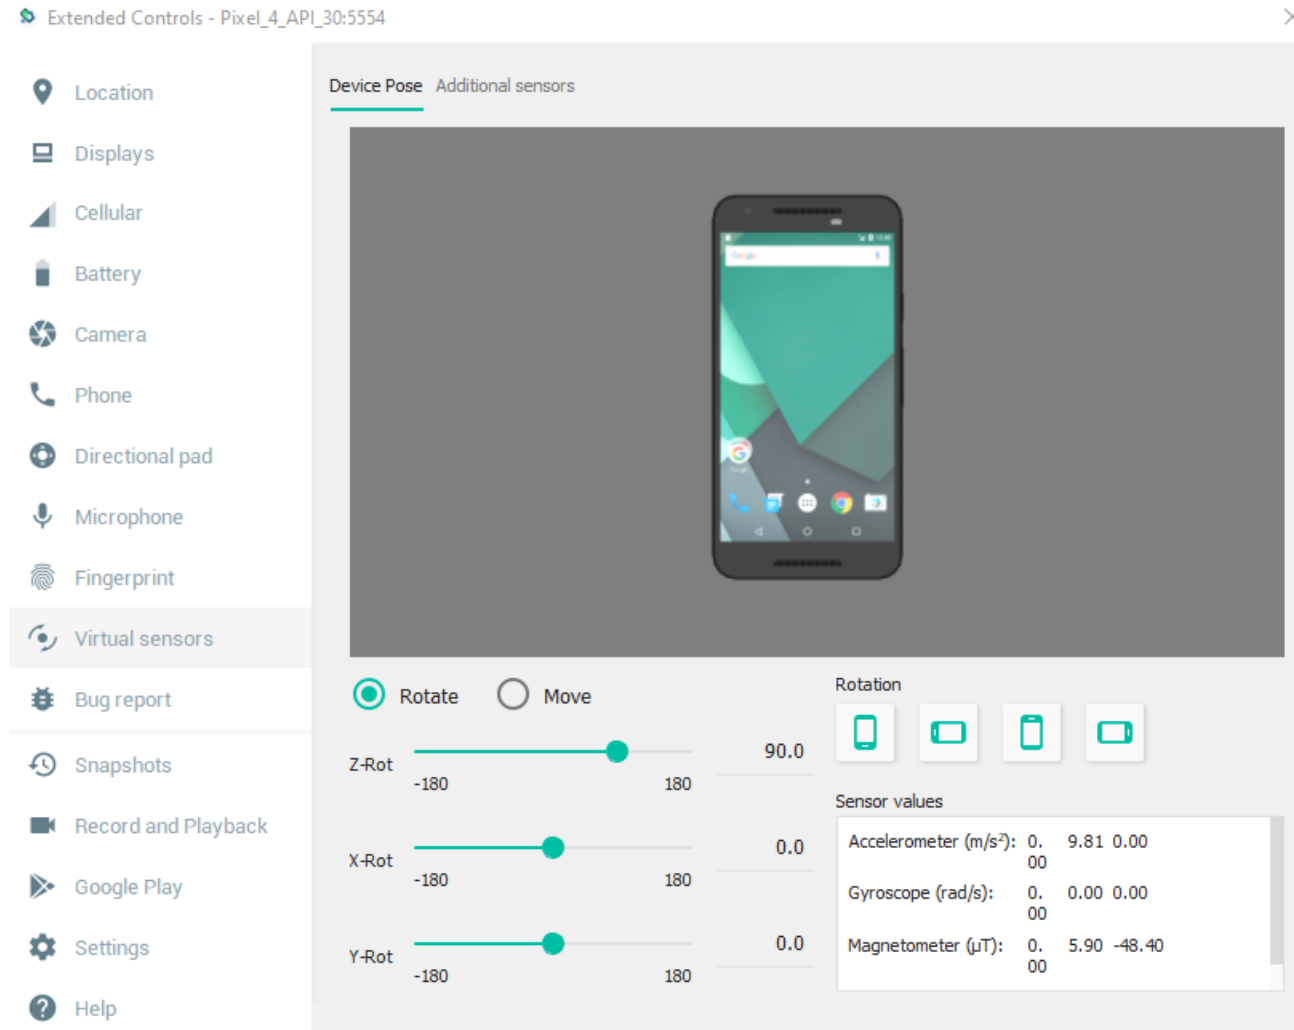 Extended Controls - Pixel_4_API_30:5554
Location
Displays
Cellular
Battery
Camera
Phone
Directional pad
Microphone
Fingerprint
Virtual sensors
Bug report
Snapshots
Record and Playback
Google Play
Settings
Help
Device Pose Additional sensors
Google
Rotate Move
Z-Rot
-180 180
90.0
X-Rot
-180 180
0.0
Y-Rot
-180 180
0.0
Rotation
Sensor values
Accelerometer (m/s²): 0. 9.81 0.00
00
Gyroscope (rad/s): 0. 0.00 0.00
00
Magnetometer (µT): 0. 5.90 -48.40
00